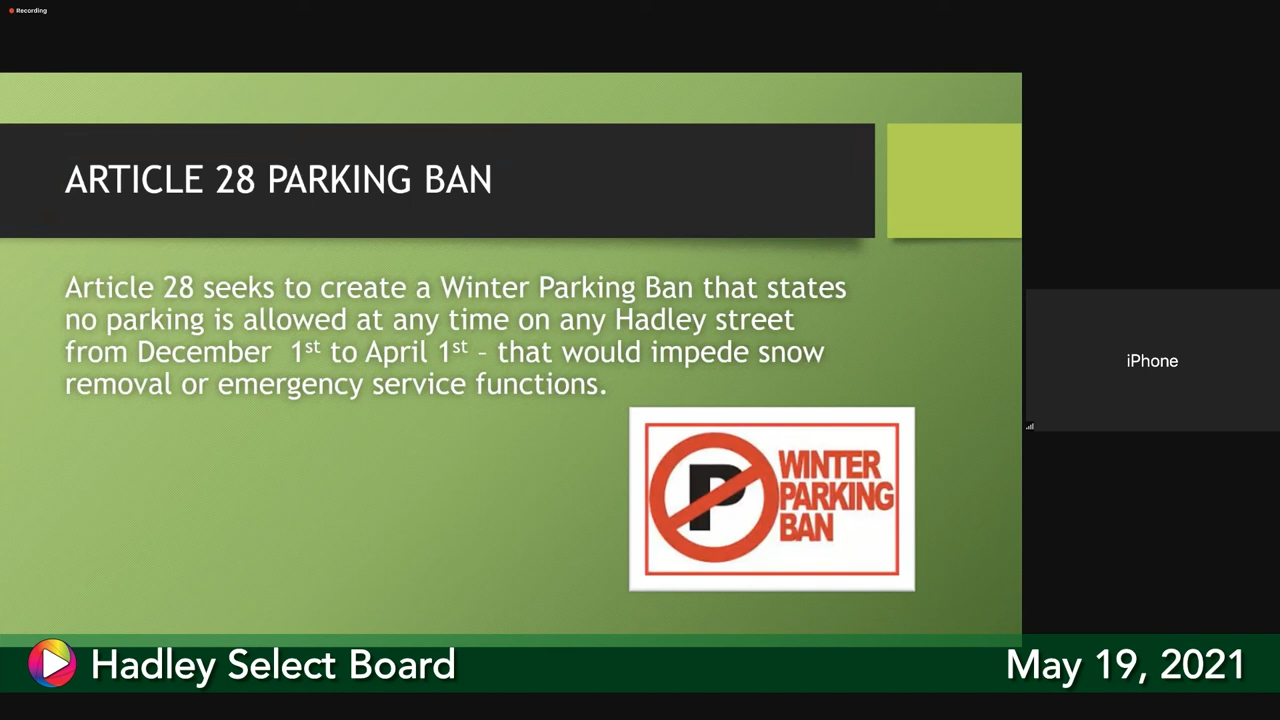 Recording
ARTICLE 28 PARKING BAN
Article 28 seeks to create a Winter Parking Ban that states
no parking is allowed at any time on any Hadley street
from December 1st to April 1st – that would impede snow
removal or emergency service functions.
P
WINTER
PARKING
BAN
iPhone
Hadley Select Board
May 19, 2021